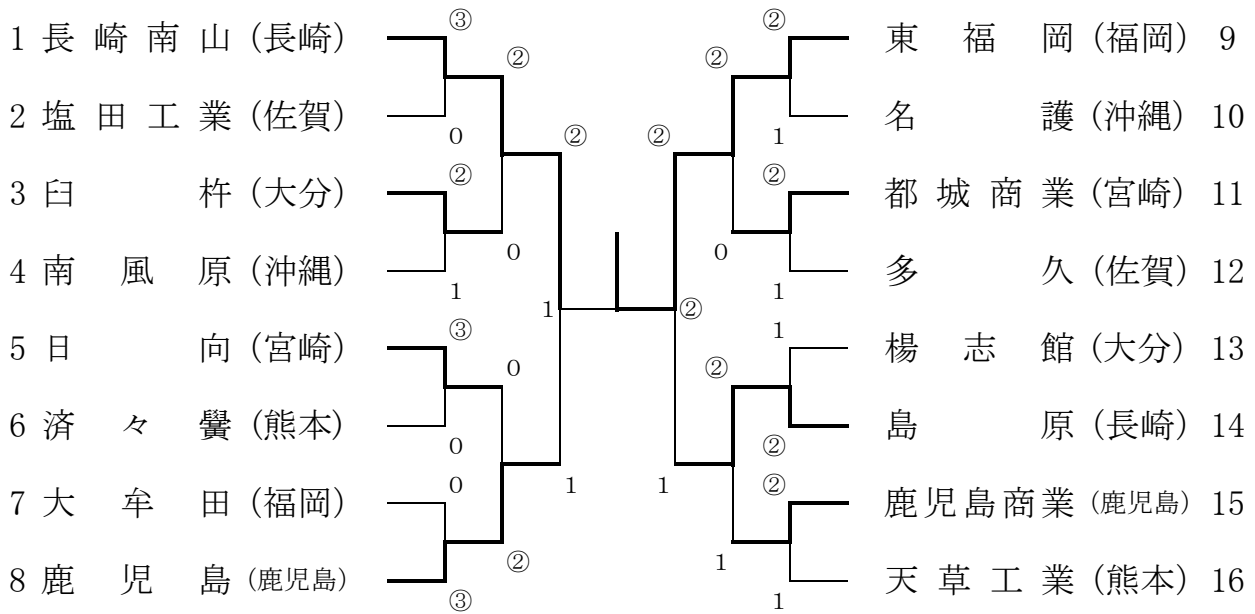 ③ ②
1 長崎南山 (長崎) 東福岡 (福岡) 9
② ②
2 塩田工業 (佐賀) 名護 (沖縄) 10
0 ② ② 1
② ②
3 臼杵 (大分) 都城商業 (宮崎) 11
0 0
4 南風原 (沖縄) 多久 (佐賀) 12
1 1
1 ②
③ 1
5 日向 (宮崎) 楊志館 (大分) 13
0 ②
6 済々黌 (熊本) 島原 (長崎) 14
0 ②
0 1 1 ②
7 大牟田 (福岡) 鹿児島商業 (鹿児島) 15
② 1
8 鹿児島 (鹿児島) 天草工業 (熊本) 16
③ 1